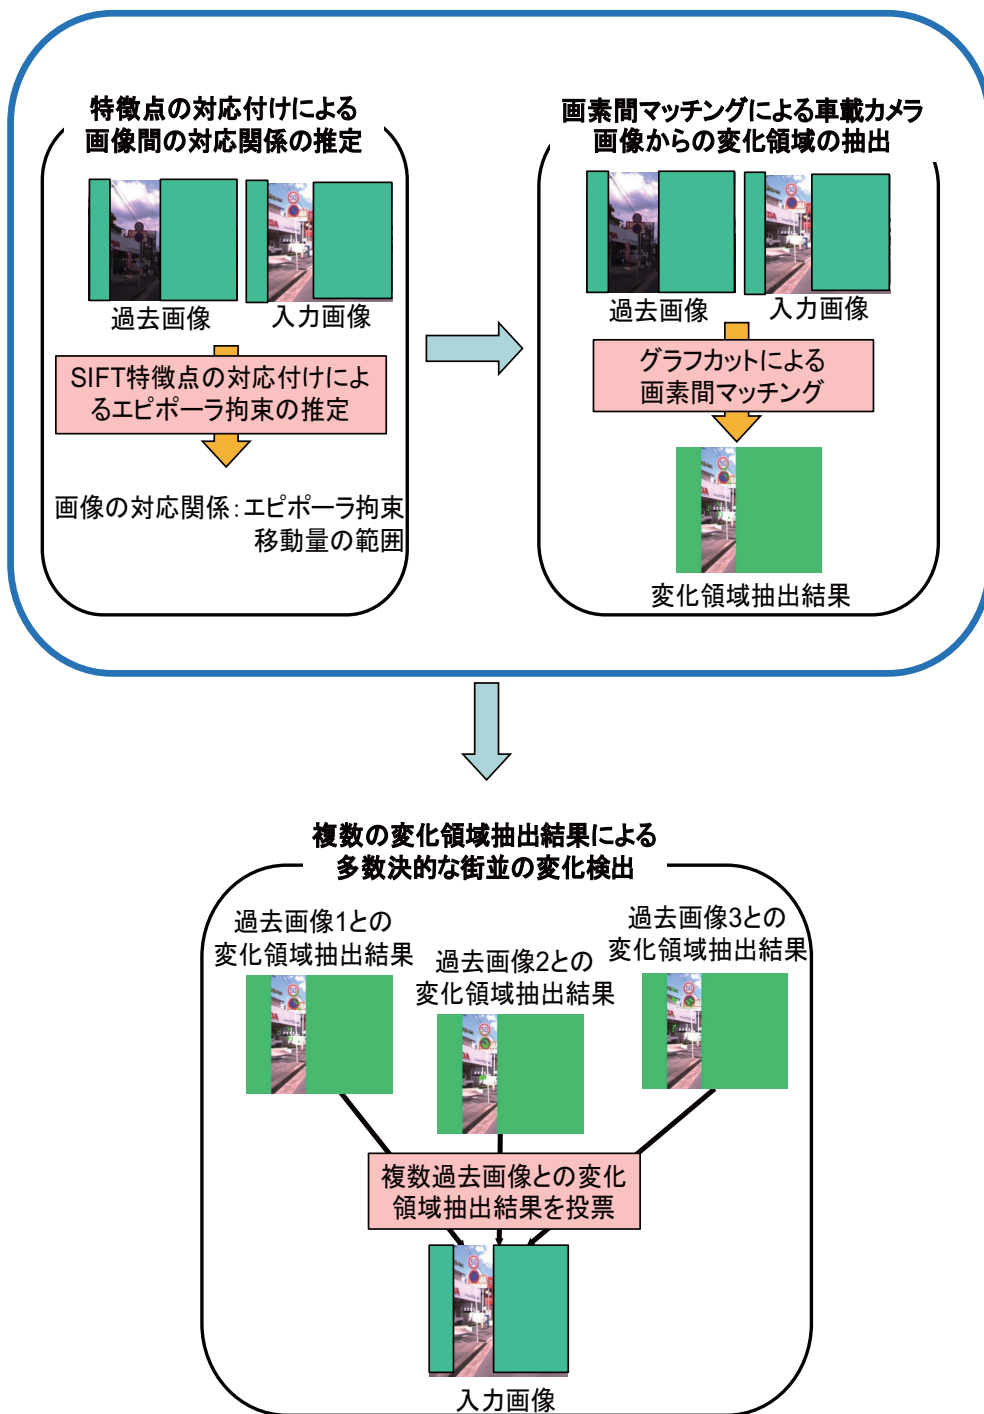 特徴点の対応付けによる
画像間の対応関係の推定
過去画像
入力画像
SIFT特徴点の対応付けによ
るエピポーラ拘束の推定
画像の対応関係：エピポーラ拘束
移動量の範囲
画素間マッチングによる車載カメラ
画像からの変化領域の抽出
過去画像
入力画像
グラフカットによる
画素間マッチング
変化領域抽出結果
複数の変化領域抽出結果による
多数決的な街並の変化検出
過去画像1との
変化領域抽出結果
過去画像2との
変化領域抽出結果
過去画像3との
変化領域抽出結果
複数過去画像との変化
領域抽出結果を投票
入力画像